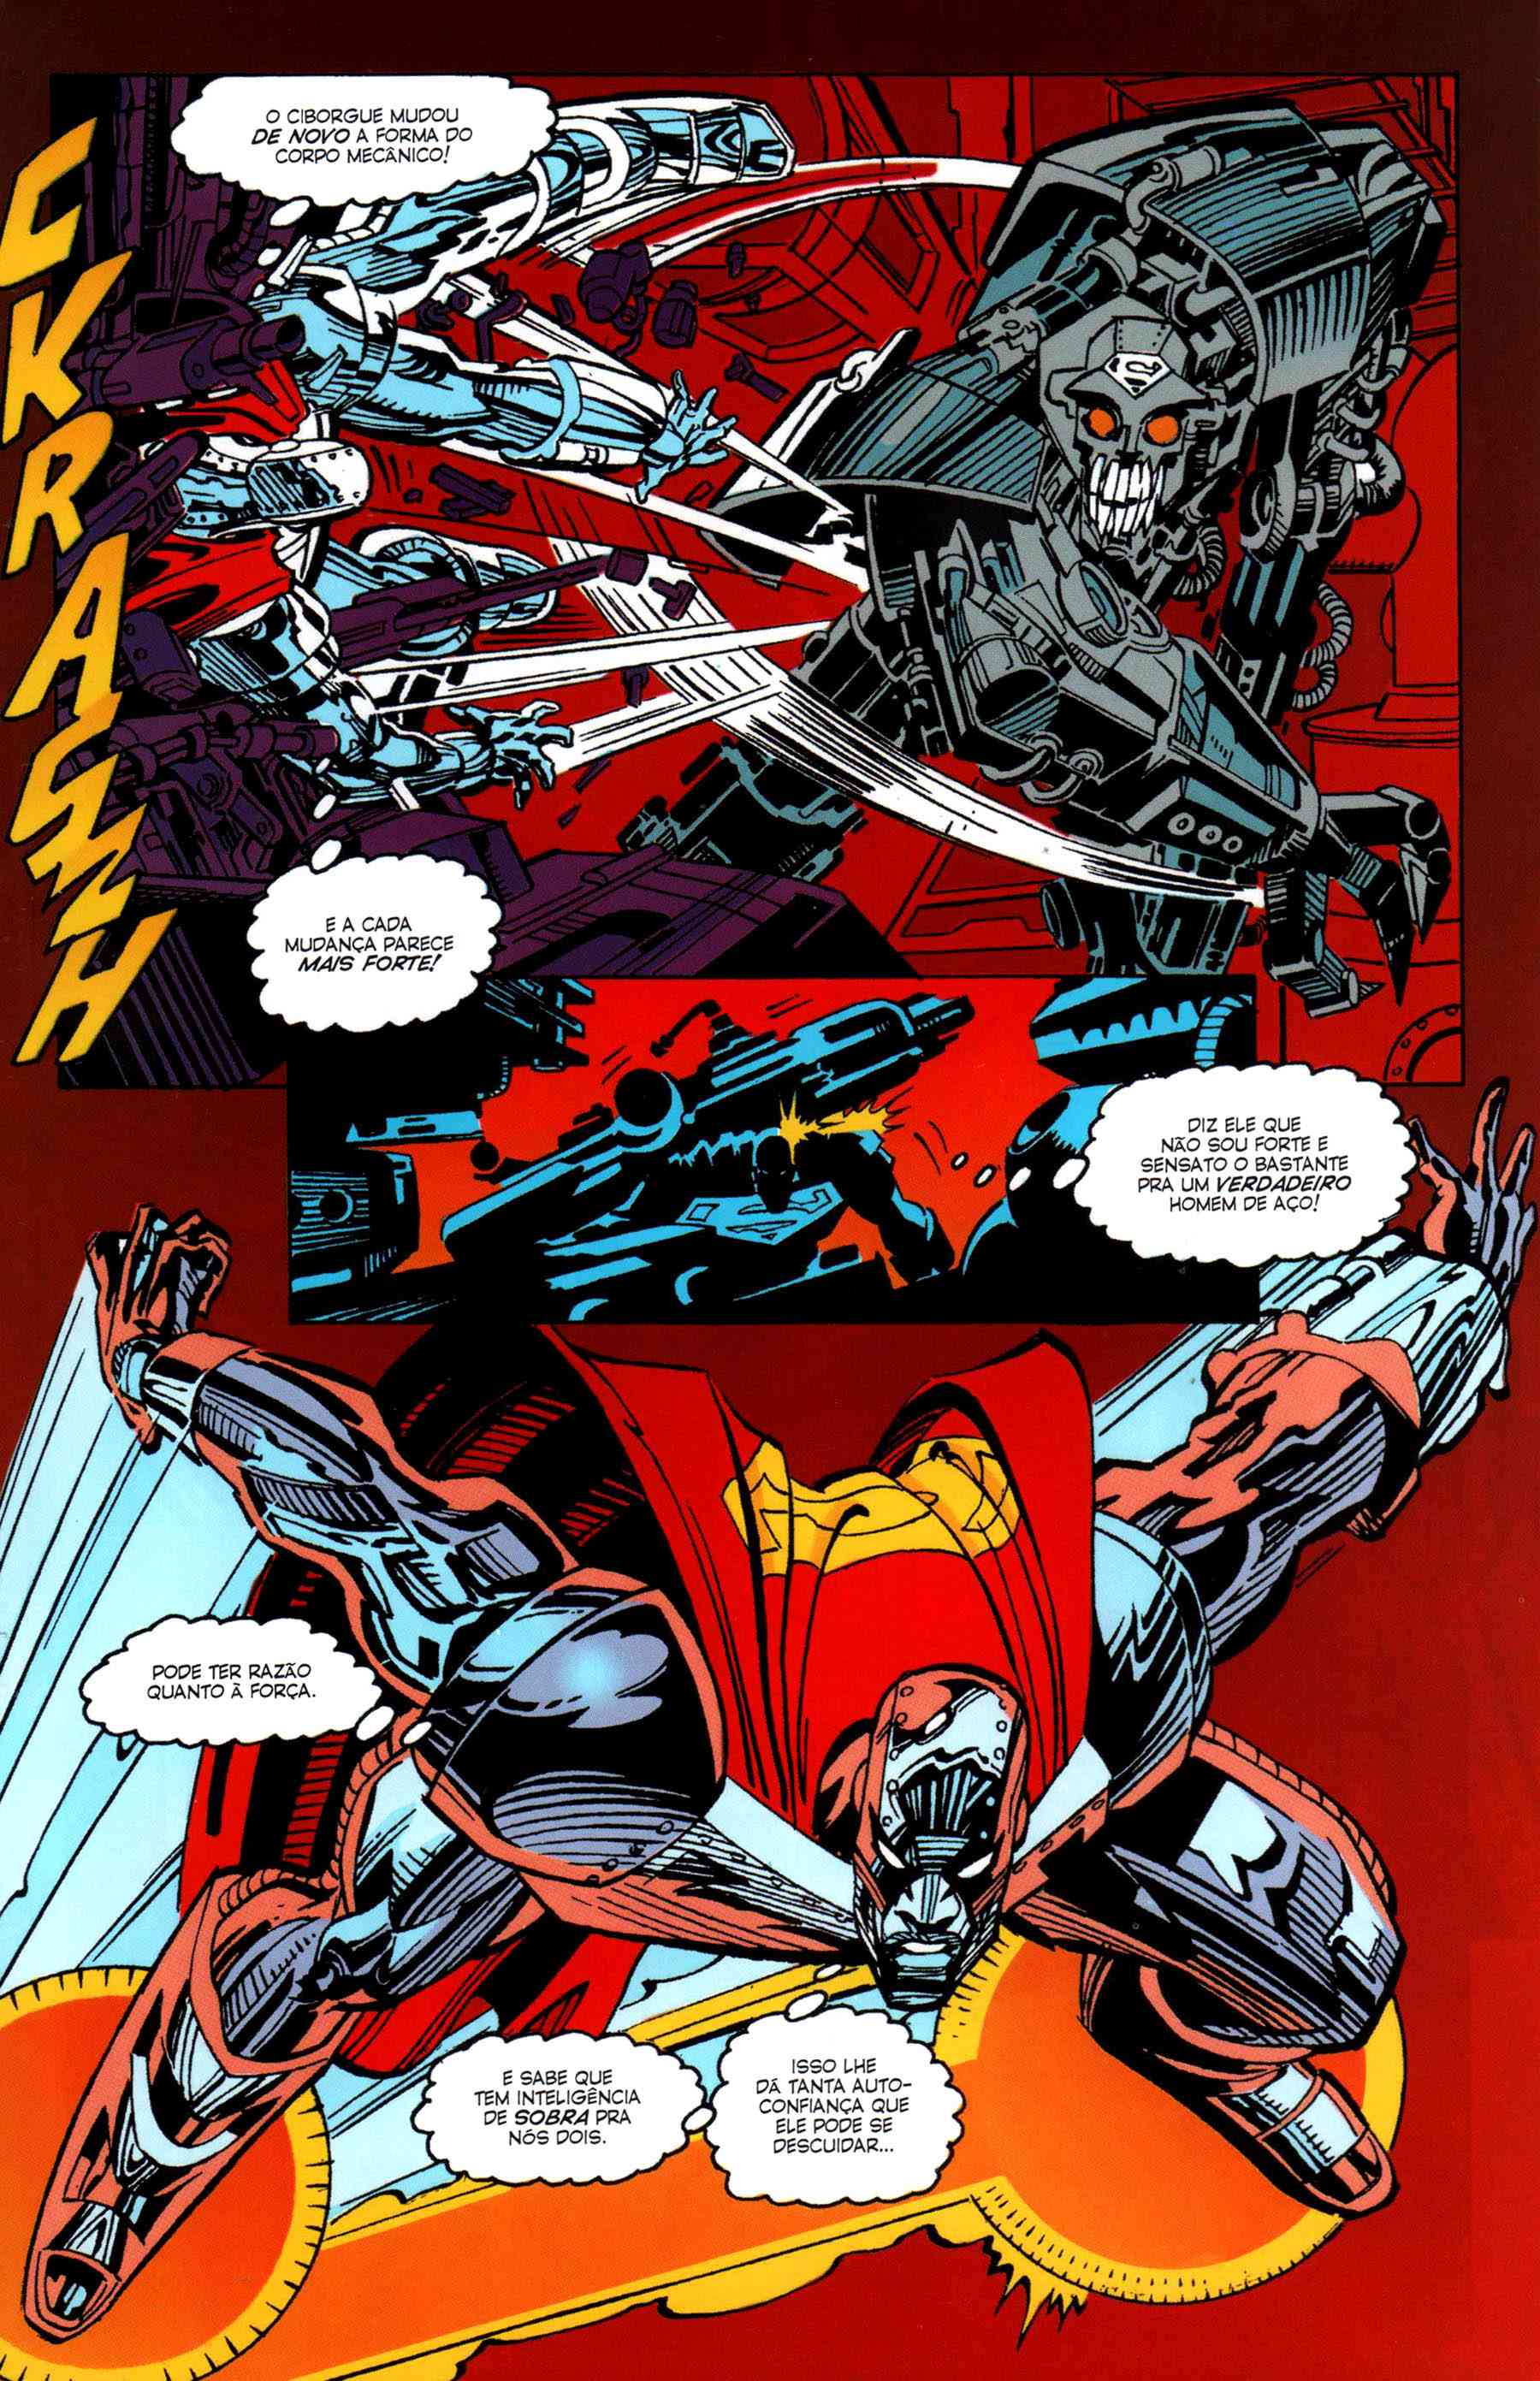 O CIBORGUE MUDOU
DE NOVO A FORMA DO
CORPO MECÂNICO!
CKRASHH
E A CADA
MUDANÇA PARECE
MAIS FORTE!
DIZ ELE QUE
NÃO SOU FORTE E
SENSATO O BASTANTE
PRA UM VERDADEIRO
HOMEM DE AÇO!
PODE TER RAZÃO
QUANTO À FORÇA.
E SABE QUE
TEM INTELIGÊNCIA
DE SOBRA PRA
NÓS DOIS.
ISSO LHE
DÁ TANTA AUTO-
CONFIANÇA QUE
ELE PODE SE
DESCUIDAR...